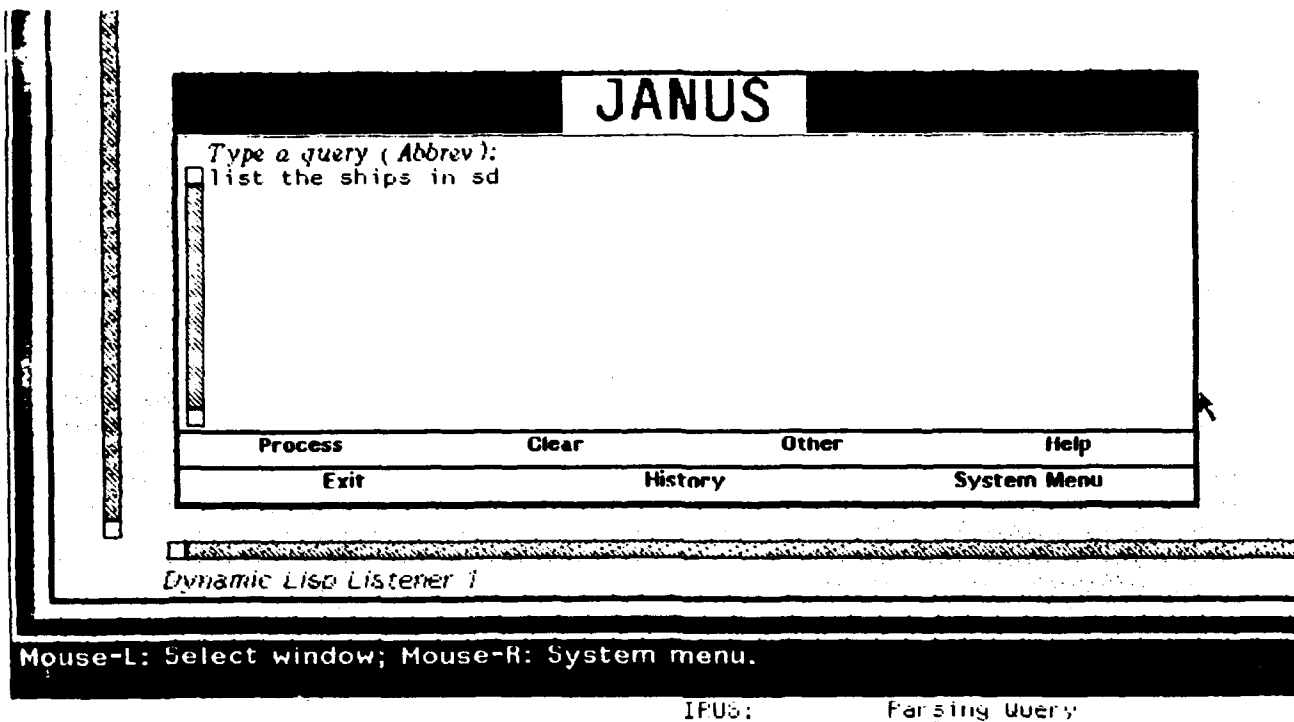 JANUS
Type a query (Abbrev):
list the ships in sd
Process Clear Other Help
Exit History System Menu
Dynamic Lisp Listener 1
Mouse-L: Select window; Mouse-R: System menu.
IRUS: Parsing Query